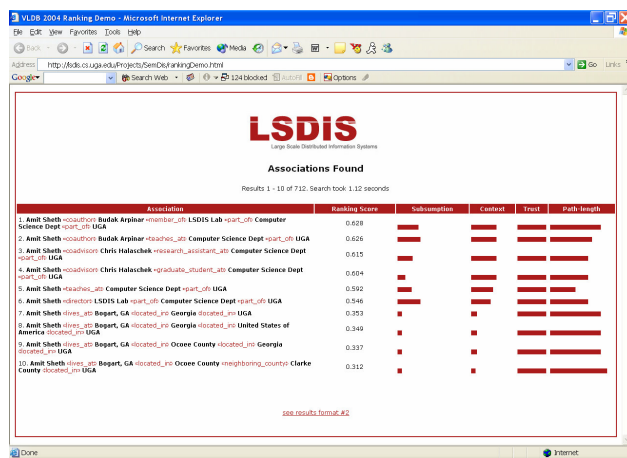 VLDB 2004 Ranking Demo - Microsoft Internet Explorer
File Edit View Favorites Tools Help
Back Search Favorites Media
Address http://lsdis.cs.uga.edu/Projects/SemDis/rankingDemo.html Go Links
Google Search Web 124 blocked AutoFill Options
LSDIS
Large Scale Distributed Information Systems
Associations Found
Results 1 - 10 of 712. Search took 1.12 seconds
Association Ranking Score Subsumption Context Trust Path-length
1. Amit Sheth «coauthor» Budak Arpinar «member_of» LSDIS Lab «part_of» Computer
Science Dept «part_of» UGA 0.628
2. Amit Sheth «coauthor» Budak Arpinar «teaches_at» Computer Science Dept «part_of» UGA 0.626
3. Amit Sheth «coadvisor» Chris Halaschek «research_assistant_at» Computer Science Dept
«part_of» UGA 0.615
4. Amit Sheth «coadvisor» Chris Halaschek «graduate_student_at» Computer Science Dept
«part_of» UGA 0.604
5. Amit Sheth «teaches_at» Computer Science Dept «part_of» UGA 0.592
6. Amit Sheth «director» LSDIS Lab «part_of» Computer Science Dept «part_of» UGA 0.546
7. Amit Sheth «lives_at» Bogart, GA «located_in» Georgia «located_in» UGA 0.353
8. Amit Sheth «lives_at» Bogart, GA «located_in» Georgia «located_in» United States of
America «located_in» UGA 0.349
9. Amit Sheth «lives_at» Bogart, GA «located_in» Ocoee County «located_in» Georgia
«located_in» UGA 0.337
10. Amit Sheth «lives_at» Bogart, GA «located_in» Ocoee County «neighboring_county» Clarke
County «located_in» UGA 0.312
see results format #2
Done Internet